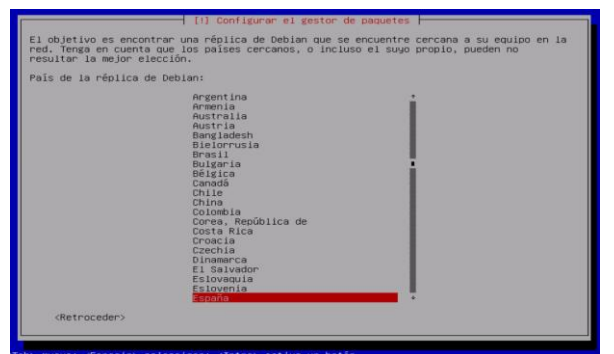 [!] Configurar el gestor de paquetes
El objetivo es encontrar una réplica de Debian que se encuentre cercana a su equipo en la
red. Tenga en cuenta que los países cercanos, o incluso el suyo propio, pueden no
resultar la mejor elección.
País de la réplica de Debian:
Argentina
Armenia
Australia
Austria
Bangladesh
Bielorrusia
Brasil
Bulgaria
Bélgica
Canadá
Chile
China
Colombia
Corea, República de
Costa Rica
Croacia
Czechia
Dinamarca
El Salvador
Eslovaquia
Eslovenia
España
<Retroceder>